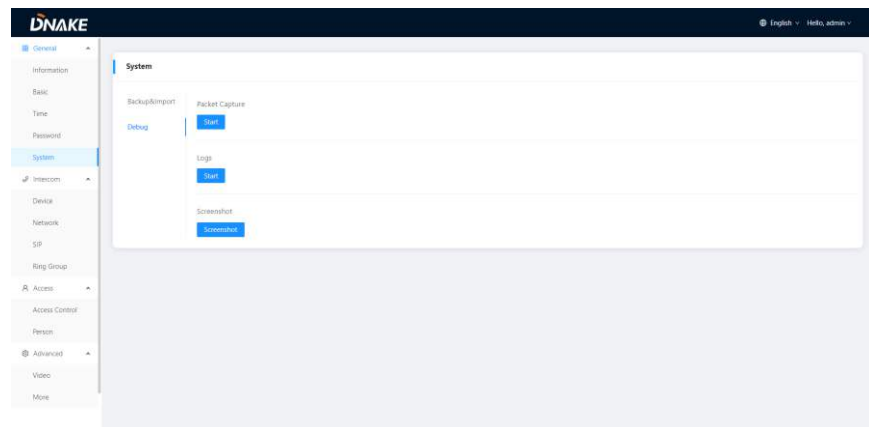 DNAKE
English
Hello, admin
General
Information
Basic
Time
Password
System
Intercom
Device
Network
SIP
Ring Group
Access
Access Control
Person
Advanced
Video
More
System
Backup&Import
Debug
Packet Capture
Start
Logs
Start
Screenshot
Screenshot